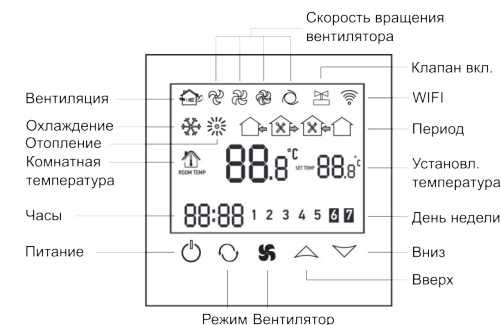 Скорость вращения
вентилятора
Клапан вкл.
Вентиляция
WIFI
Охлаждение
Отопление
Период
Комнатная
температура
ROOM TEMP
88.8°C
SET TEMP
88.8°C
Установл.
температура
Часы
88:88 1 2 3 4 5 6 7
День недели
Питание
Вниз
Вверх
Режим Вентилятор